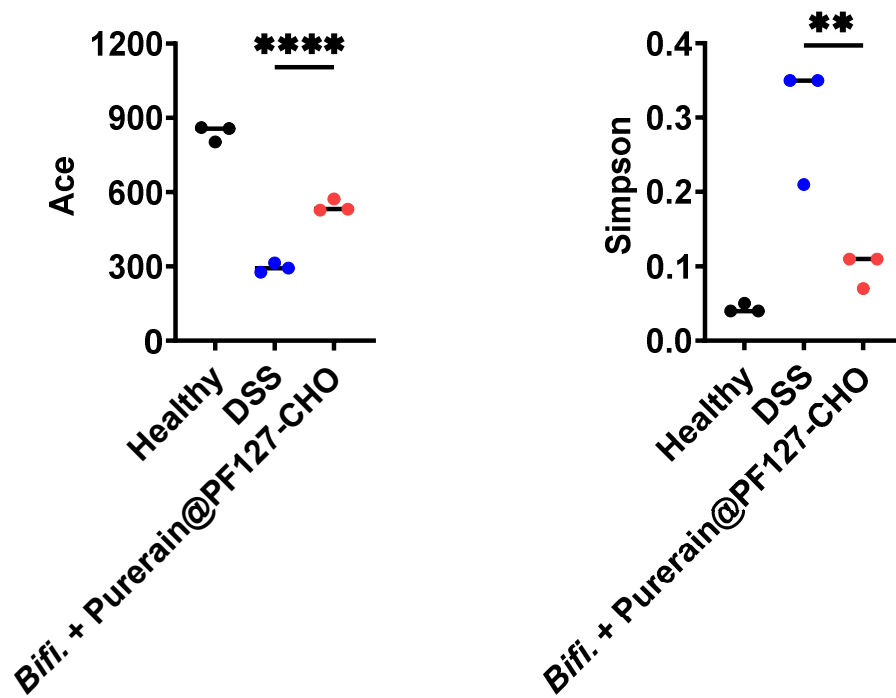 Ace
1200
900
600
300
0
✱✱✱✱
Healthy
DSS
Bifi. + Purerain@PF127-CHO
Simpson
0.4
0.3
0.2
0.1
0.0
✱✱
Healthy
DSS
Bifi. + Purerain@PF127-CHO